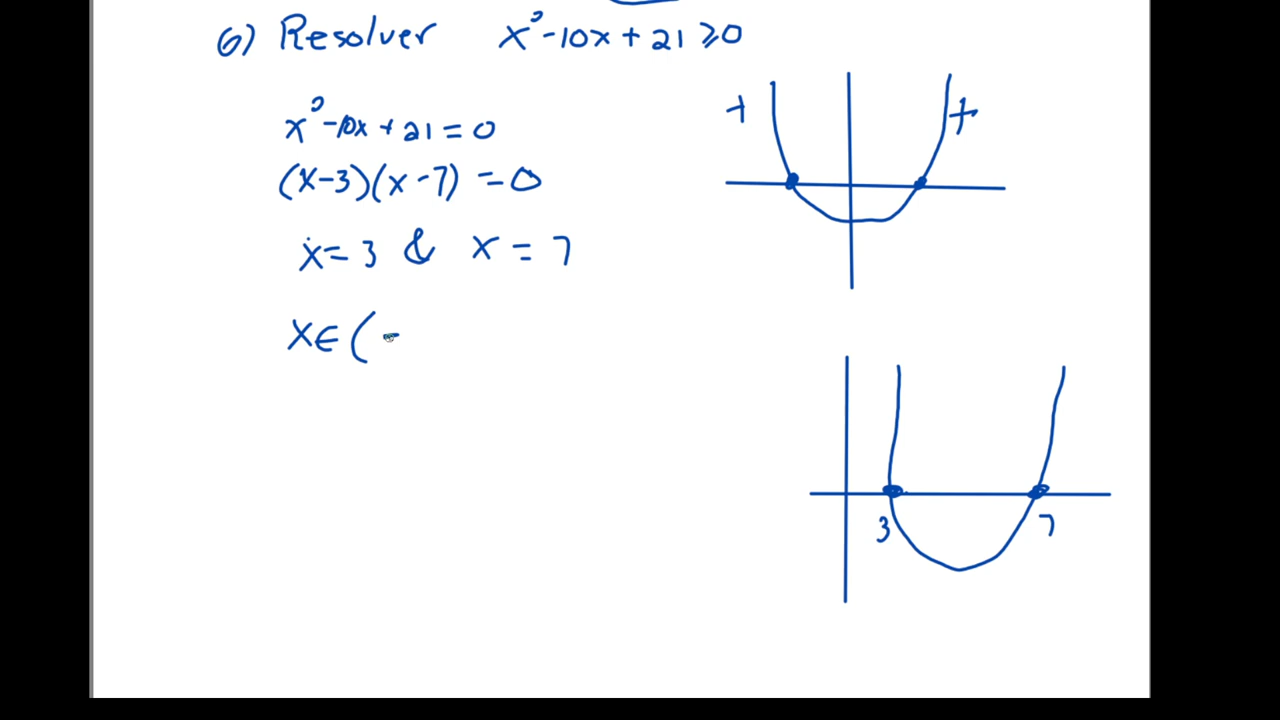 6) Resolver x²-10x+21 ≥0
+ +
x²-10x+21=0
(x-3)(x-7)=0
x=3 & x=7
x∈(-
3 7